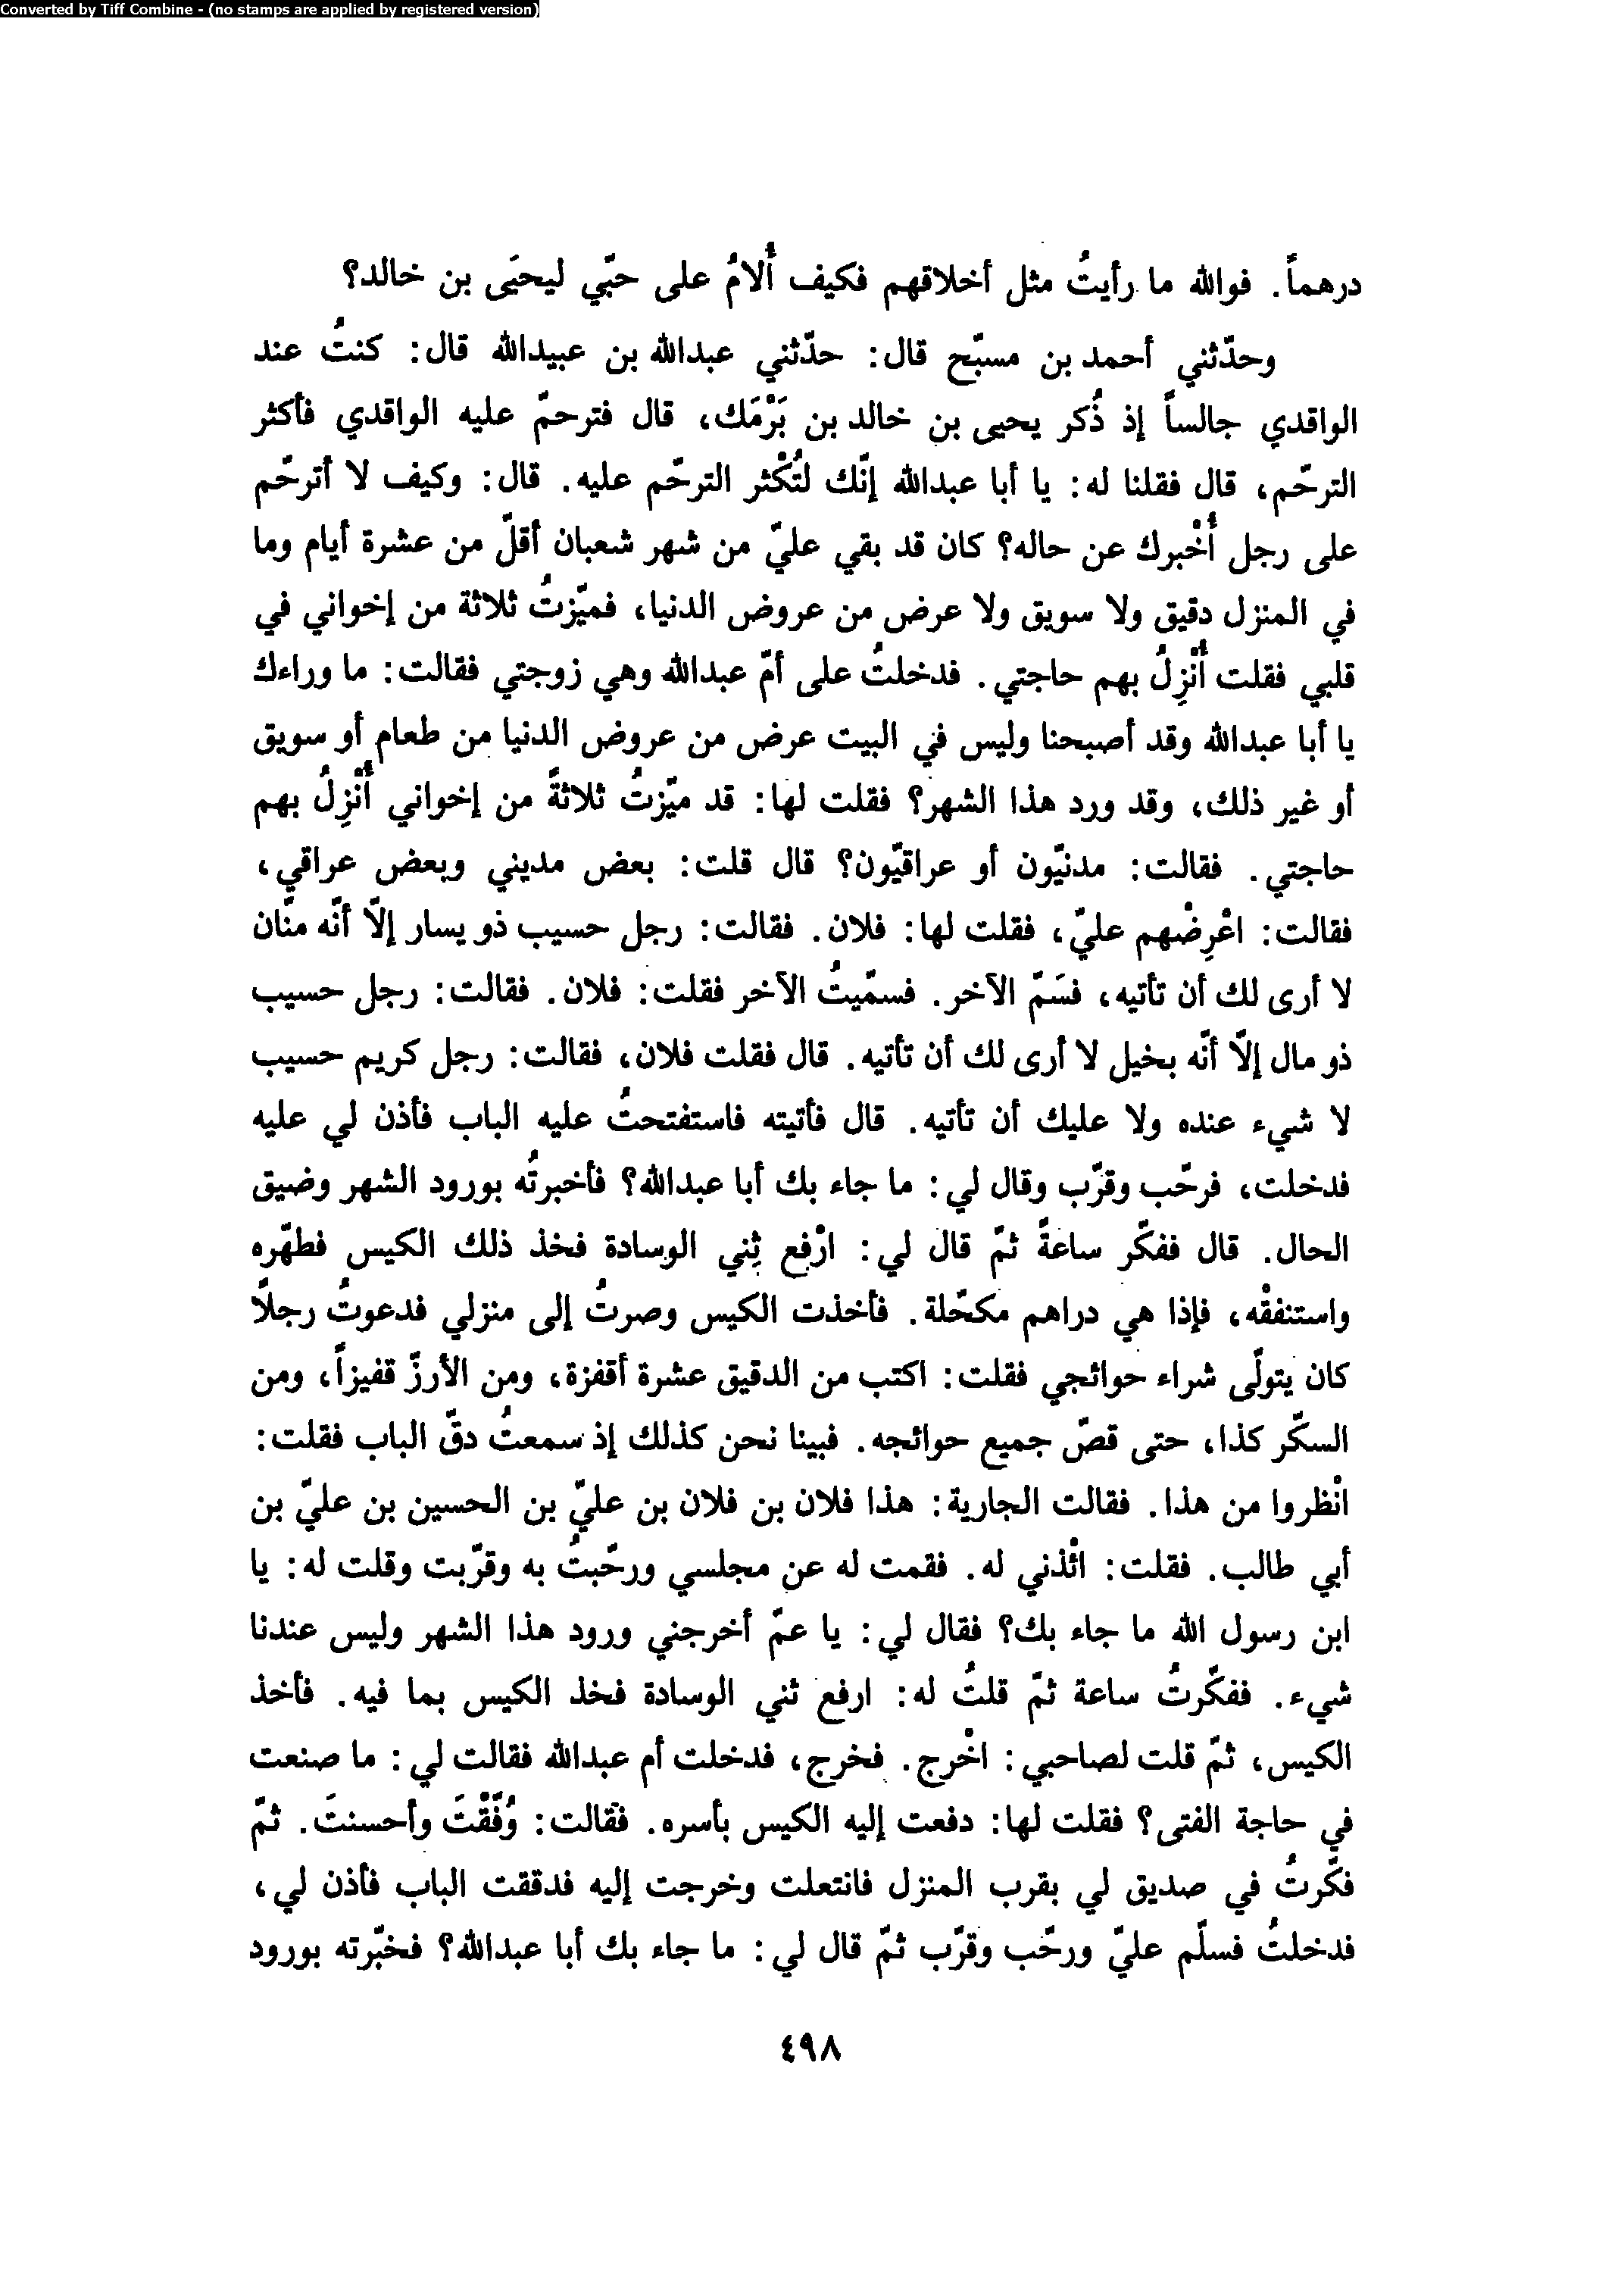 Converted by Tiff Combine - (no stamps are applied by registered version)
درهماً. فوالله ما رأيتُ مثل أخلاقهم فكيف أُلامُ على حبّي ليحيَى بن خالد؟
وحدّثني أحمد بن مسبّح قال: حدّثني عبدالله بن عبيدالله قال: كنتُ عند
الواقدي جالساً إذ ذُكر يحيى بن خالد بن بَرْمَك، قال فترحمّ عليه الواقدي فأكثر
الترحّم، قال فقلنا له: يا أبا عبدالله إنّك لتُكْثر الترحّم عليه. قال: وكيف لا أترحّم
على رجل أُخْبرك عن حاله؟ كان قد بقي عليّ من شهر شعبان أقلّ من عشرة أيام وما
في المنزل دقيق ولا سويق ولا عرض من عروض الدنيا، فميّزتُ ثلاثة من إخواني في
قلبي فقلت أُنْزِلُ بهم حاجتي. فدخلتُ على أمّ عبدالله وهي زوجتي فقالت: ما وراءك
يا أبا عبدالله وقد أصبحنا وليس في البيت عرض من عروض الدنيا من طعام أو سويق
أو غير ذلك، وقد ورد هذا الشهر؟ فقلت لها: قد ميّزتُ ثلاثةً من إخواني أُنْزِلُ بهم
حاجتي. فقالت: مدنيّون أو عراقيّون؟ قال قلت: بعض مديني وبعض عراقي،
فقالت: اعْرِضْهم عليّ، فقلت لها: فلان. فقالت: رجل حسيب ذو يسار إلّا أنّه منّان
لا أرى لك أن تأتيه، فسَمّ الآخر. فسمّيتُ الآخر فقلت: فلان. فقالت: رجل حسيب
ذو مال إلّا أنّه بخيل لا أرى لك أن تأتيه. قال فقلت فلان، فقالت: رجل كريم حسيب
لا شيء عنده ولا عليك أن تأتيه. قال فأتيته فاستفتحتُ عليه الباب فأذن لي عليه
فدخلت، فرحّب وقرّب وقال لي: ما جاء بك أبا عبدالله؟ فأخبرتُه بورود الشهر وضيق
الحال. قال ففكّر ساعةً ثمّ قال لي: ارْفع ثِني الوسادة فخذ ذلك الكيس فطهّره
واستنفقْه، فإذا هي دراهم مكحّلة. فأخذت الكيس وصرتُ إلى منزلي فدعوتُ رجلاً
كان يتولّى شراء حوائجي فقلت: اكتب من الدقيق عشرة أقفزة، ومن الأرزّ قفيزاً، ومن
السكّر كذا، حتى قصّ جميع حوائجه. فبينا نحن كذلك إذ سمعتُ دقّ الباب فقلت:
انْظروا من هذا. فقالت الجارية: هذا فلان بن فلان بن عليّ بن الحسين بن عليّ بن
أبي طالب. فقلت: ائْذني له. فقمت له عن مجلسي ورحّبتُ به وقرّبت وقلت له: يا
ابن رسول الله ما جاء بك؟ فقال لي: يا عمّ أخرجني ورود هذا الشهر وليس عندنا
شيء. ففكّرتُ ساعة ثمّ قلتُ له: ارفع ثني الوسادة فخذ الكيس بما فيه. فأخذ
الكيس، ثمّ قلت لصاحبي: اخْرج. فخرج، فدخلت أم عبدالله فقالت لي: ما صنعت
في حاجة الفتى؟ فقلت لها: دفعت إليه الكيس بأسره. فقالت: وُفّقْتَ وأحسنتَ. ثمّ
فكّرتُ في صديق لي بقرب المنزل فانتعلت وخرجت إليه فدققت الباب فأذن لي،
فدخلتُ فسلّم عليّ ورحّب وقرّب ثمّ قال لي: ما جاء بك أبا عبدالله؟ فخبّرته بورود
٤٩٨